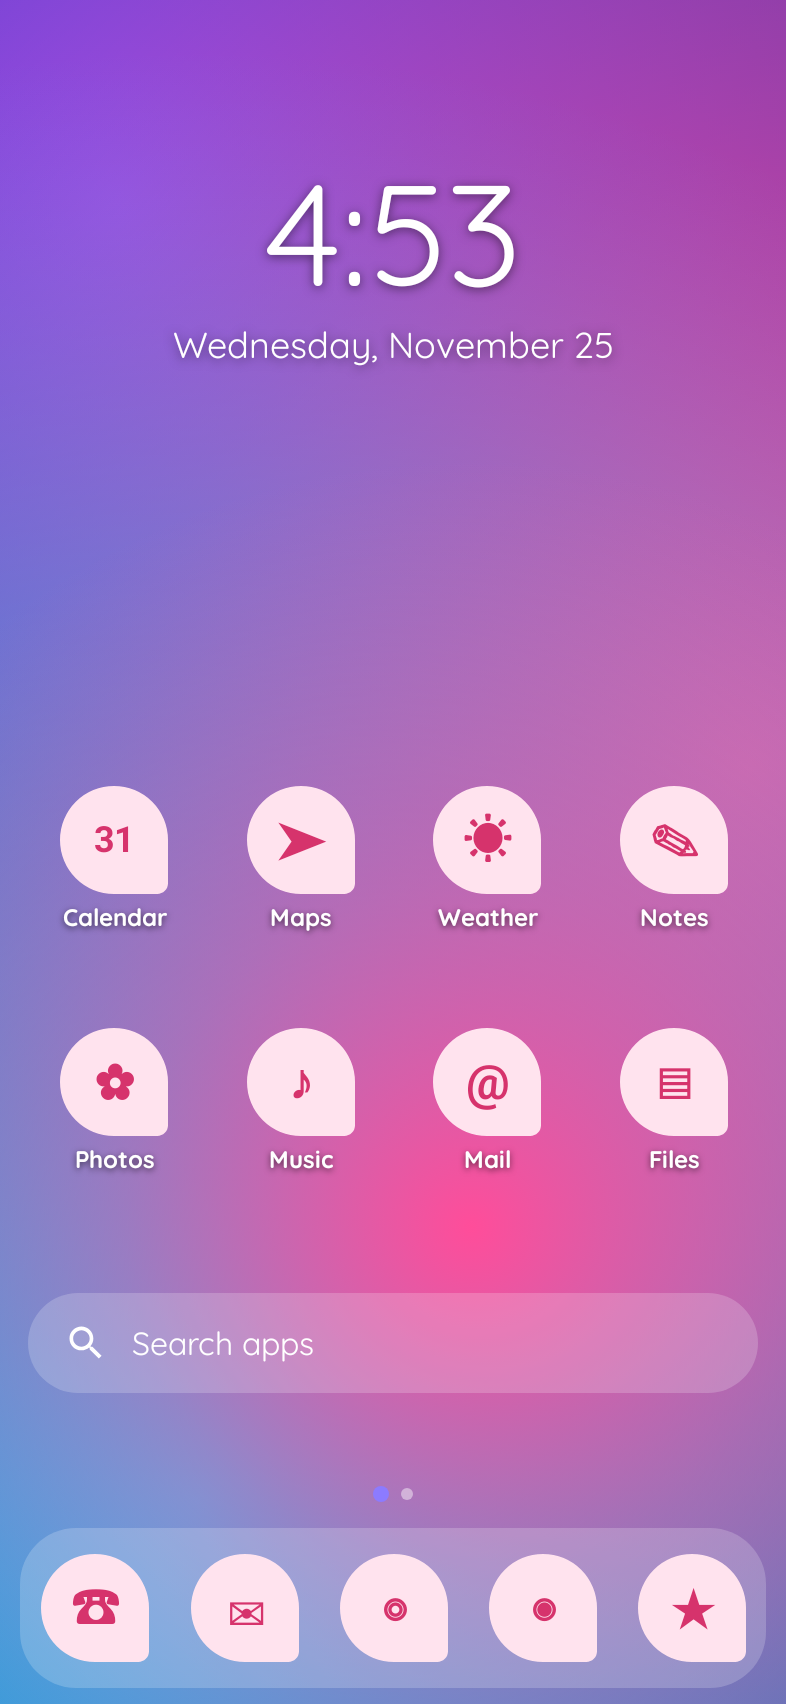 4:53
Wednesday, November 25
31
Calendar Maps Weather Notes
@
Photos Music Mail Files
Search apps